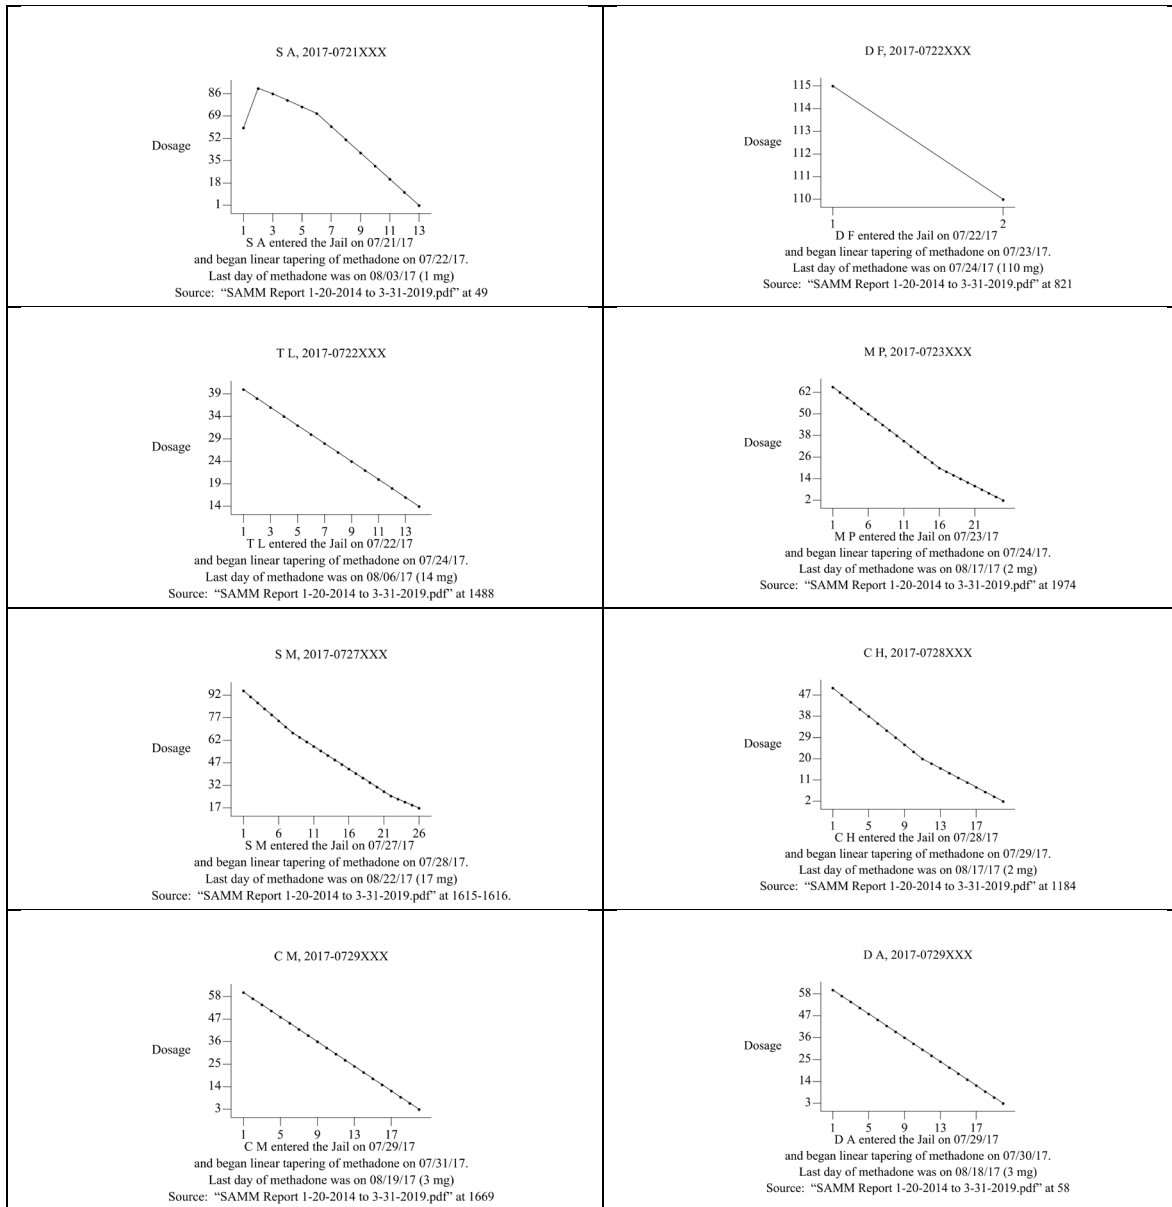 S A, 2017-0721XXX
86
69
52
35
18
1
Dosage
1 3 5 7 9 11 13
S A entered the Jail on 07/21/17
and began linear tapering of methadone on 07/22/17.
Last day of methadone was on 08/03/17 (1 mg)
Source: “SAMM Report 1-20-2014 to 3-31-2019.pdf” at 49
D F, 2017-0722XXX
115
114
113
112
111
110
Dosage
1 2
D F entered the Jail on 07/22/17
and began linear tapering of methadone on 07/23/17.
Last day of methadone was on 07/24/17 (110 mg)
Source: “SAMM Report 1-20-2014 to 3-31-2019.pdf” at 821
T L, 2017-0722XXX
39
34
29
24
19
14
Dosage
1 3 5 7 9 11 13
T L entered the Jail on 07/22/17
and began linear tapering of methadone on 07/24/17.
Last day of methadone was on 08/06/17 (14 mg)
Source: “SAMM Report 1-20-2014 to 3-31-2019.pdf” at 1488
M P, 2017-0723XXX
62
50
38
26
14
2
Dosage
1 6 11 16 21
M P entered the Jail on 07/23/17
and began linear tapering of methadone on 07/24/17.
Last day of methadone was on 08/17/17 (2 mg)
Source: “SAMM Report 1-20-2014 to 3-31-2019.pdf” at 1974
S M, 2017-0727XXX
92
77
62
47
32
17
Dosage
1 6 11 16 21 26
S M entered the Jail on 07/27/17
and began linear tapering of methadone on 07/28/17.
Last day of methadone was on 08/22/17 (17 mg)
Source: “SAMM Report 1-20-2014 to 3-31-2019.pdf” at 1615-1616.
C H, 2017-0728XXX
47
38
29
20
11
2
Dosage
1 5 9 13 17
C H entered the Jail on 07/28/17
and began linear tapering of methadone on 07/29/17.
Last day of methadone was on 08/17/17 (2 mg)
Source: “SAMM Report 1-20-2014 to 3-31-2019.pdf” at 1184
C M, 2017-0729XXX
58
47
36
25
14
3
Dosage
1 5 9 13 17
C M entered the Jail on 07/29/17
and began linear tapering of methadone on 07/31/17.
Last day of methadone was on 08/19/17 (3 mg)
Source: “SAMM Report 1-20-2014 to 3-31-2019.pdf” at 1669
D A, 2017-0729XXX
58
47
36
25
14
3
Dosage
1 5 9 13 17
D A entered the Jail on 07/29/17
and began linear tapering of methadone on 07/30/17.
Last day of methadone was on 08/18/17 (3 mg)
Source: “SAMM Report 1-20-2014 to 3-31-2019.pdf” at 58